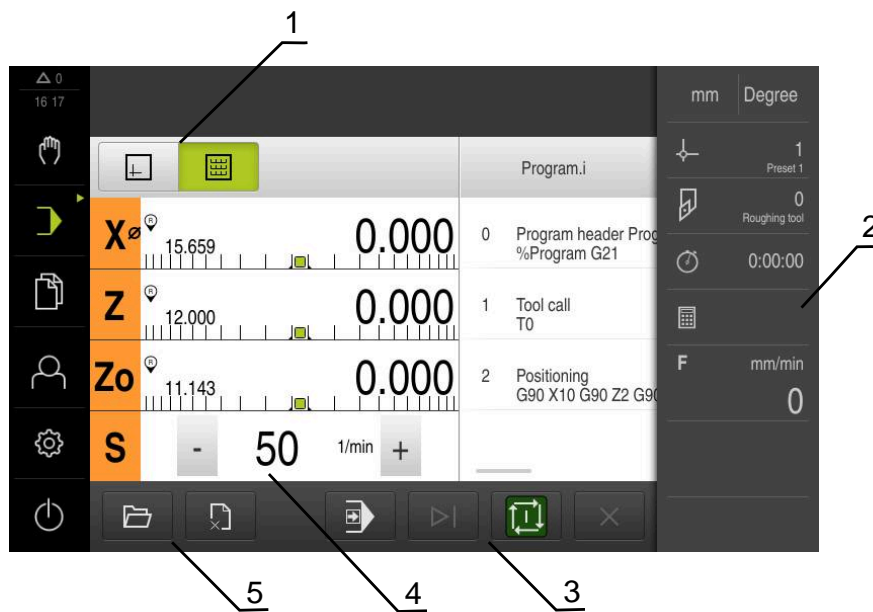 1
△ 0
16 17
mm Degree
1
Preset 1
0
Roughing tool
0:00:00
F mm/min
0
2
Program.i
X⌀ R 15.659 0.000
Z R 12.000 0.000
Zo R 11.143 0.000
S - 50 1/min +
0 Program header Prog
%Program G21
1 Tool call
T0
2 Positioning
G90 X10 G90 Z2 G90
5
4
3